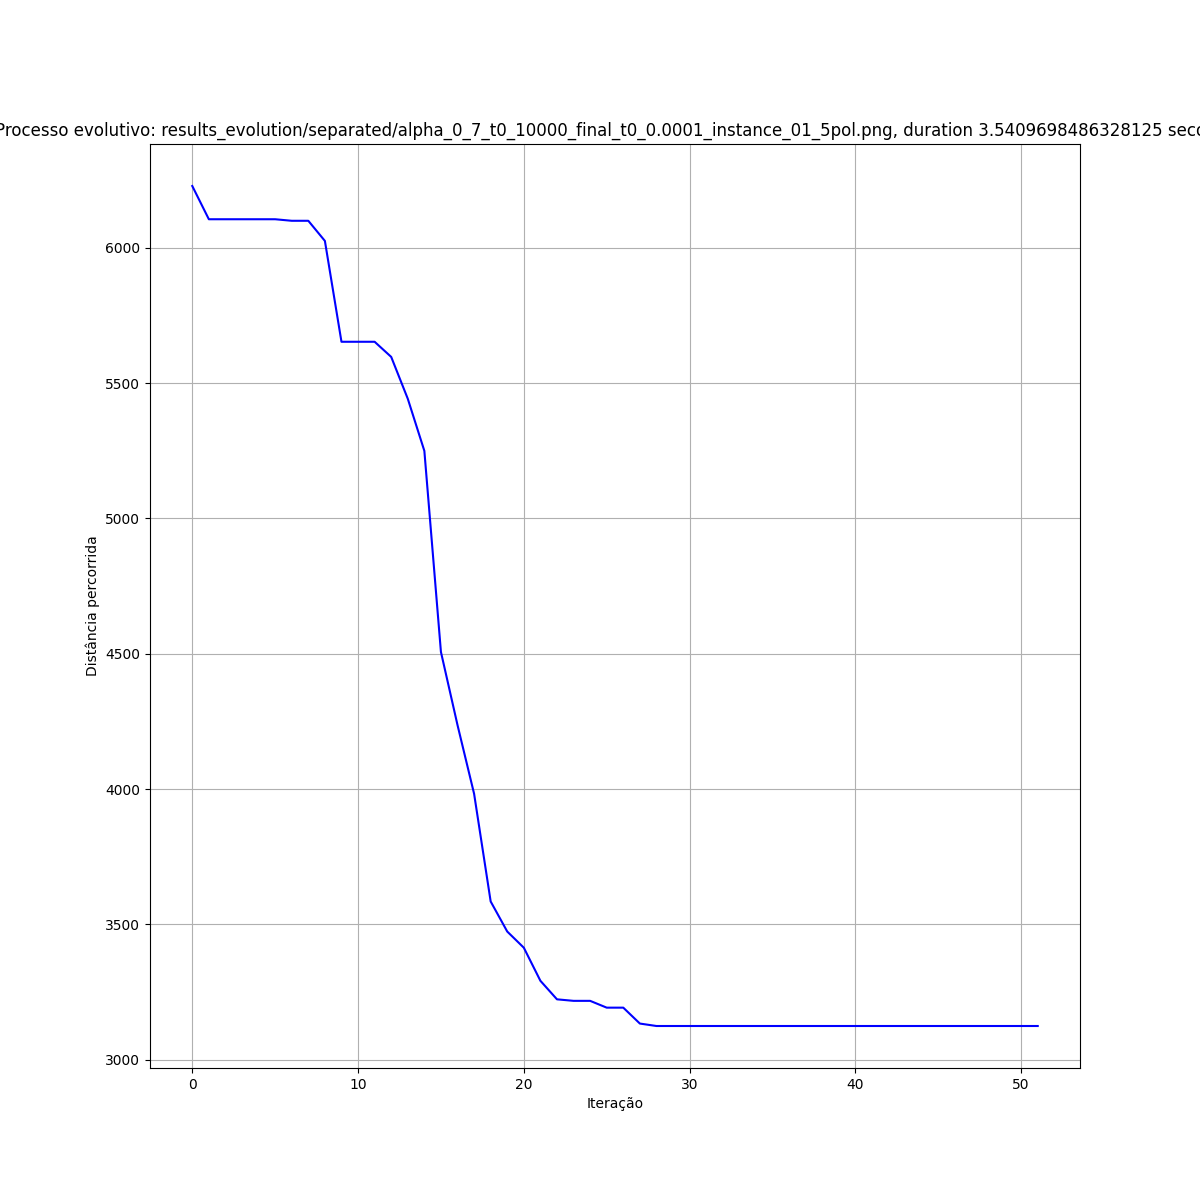 Processo evolutivo: results_evolution/separated/alpha_0_7_t0_10000_final_t0_0.0001_instance_01_5pol.png, duration 3.5409698486328125 seco
6000
5500
5000
4500
4000
3500
3000
Distância percorrida
0 10 20 30 40 50
Iteração